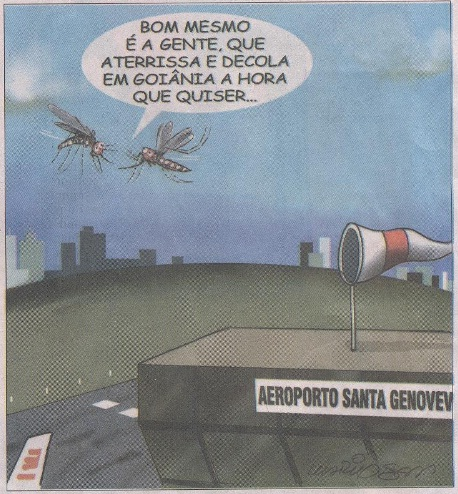 BOM MESMO
É A GENTE, QUE
ATERRISSA E DECOLA
EM GOIÂNIA A HORA
QUE QUISER...
AEROPORTO SANTA GENOVEV